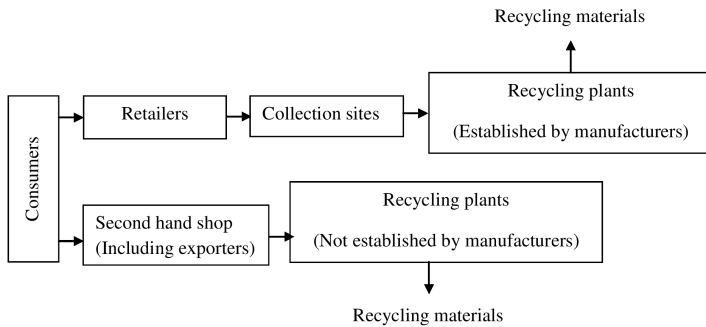 Recycling materials
Recycling plants
(Established by manufacturers)
Retailers
Collection sites
Consumers
Second hand shop
(Including exporters)
Recycling plants
(Not established by manufacturers)
Recycling materials